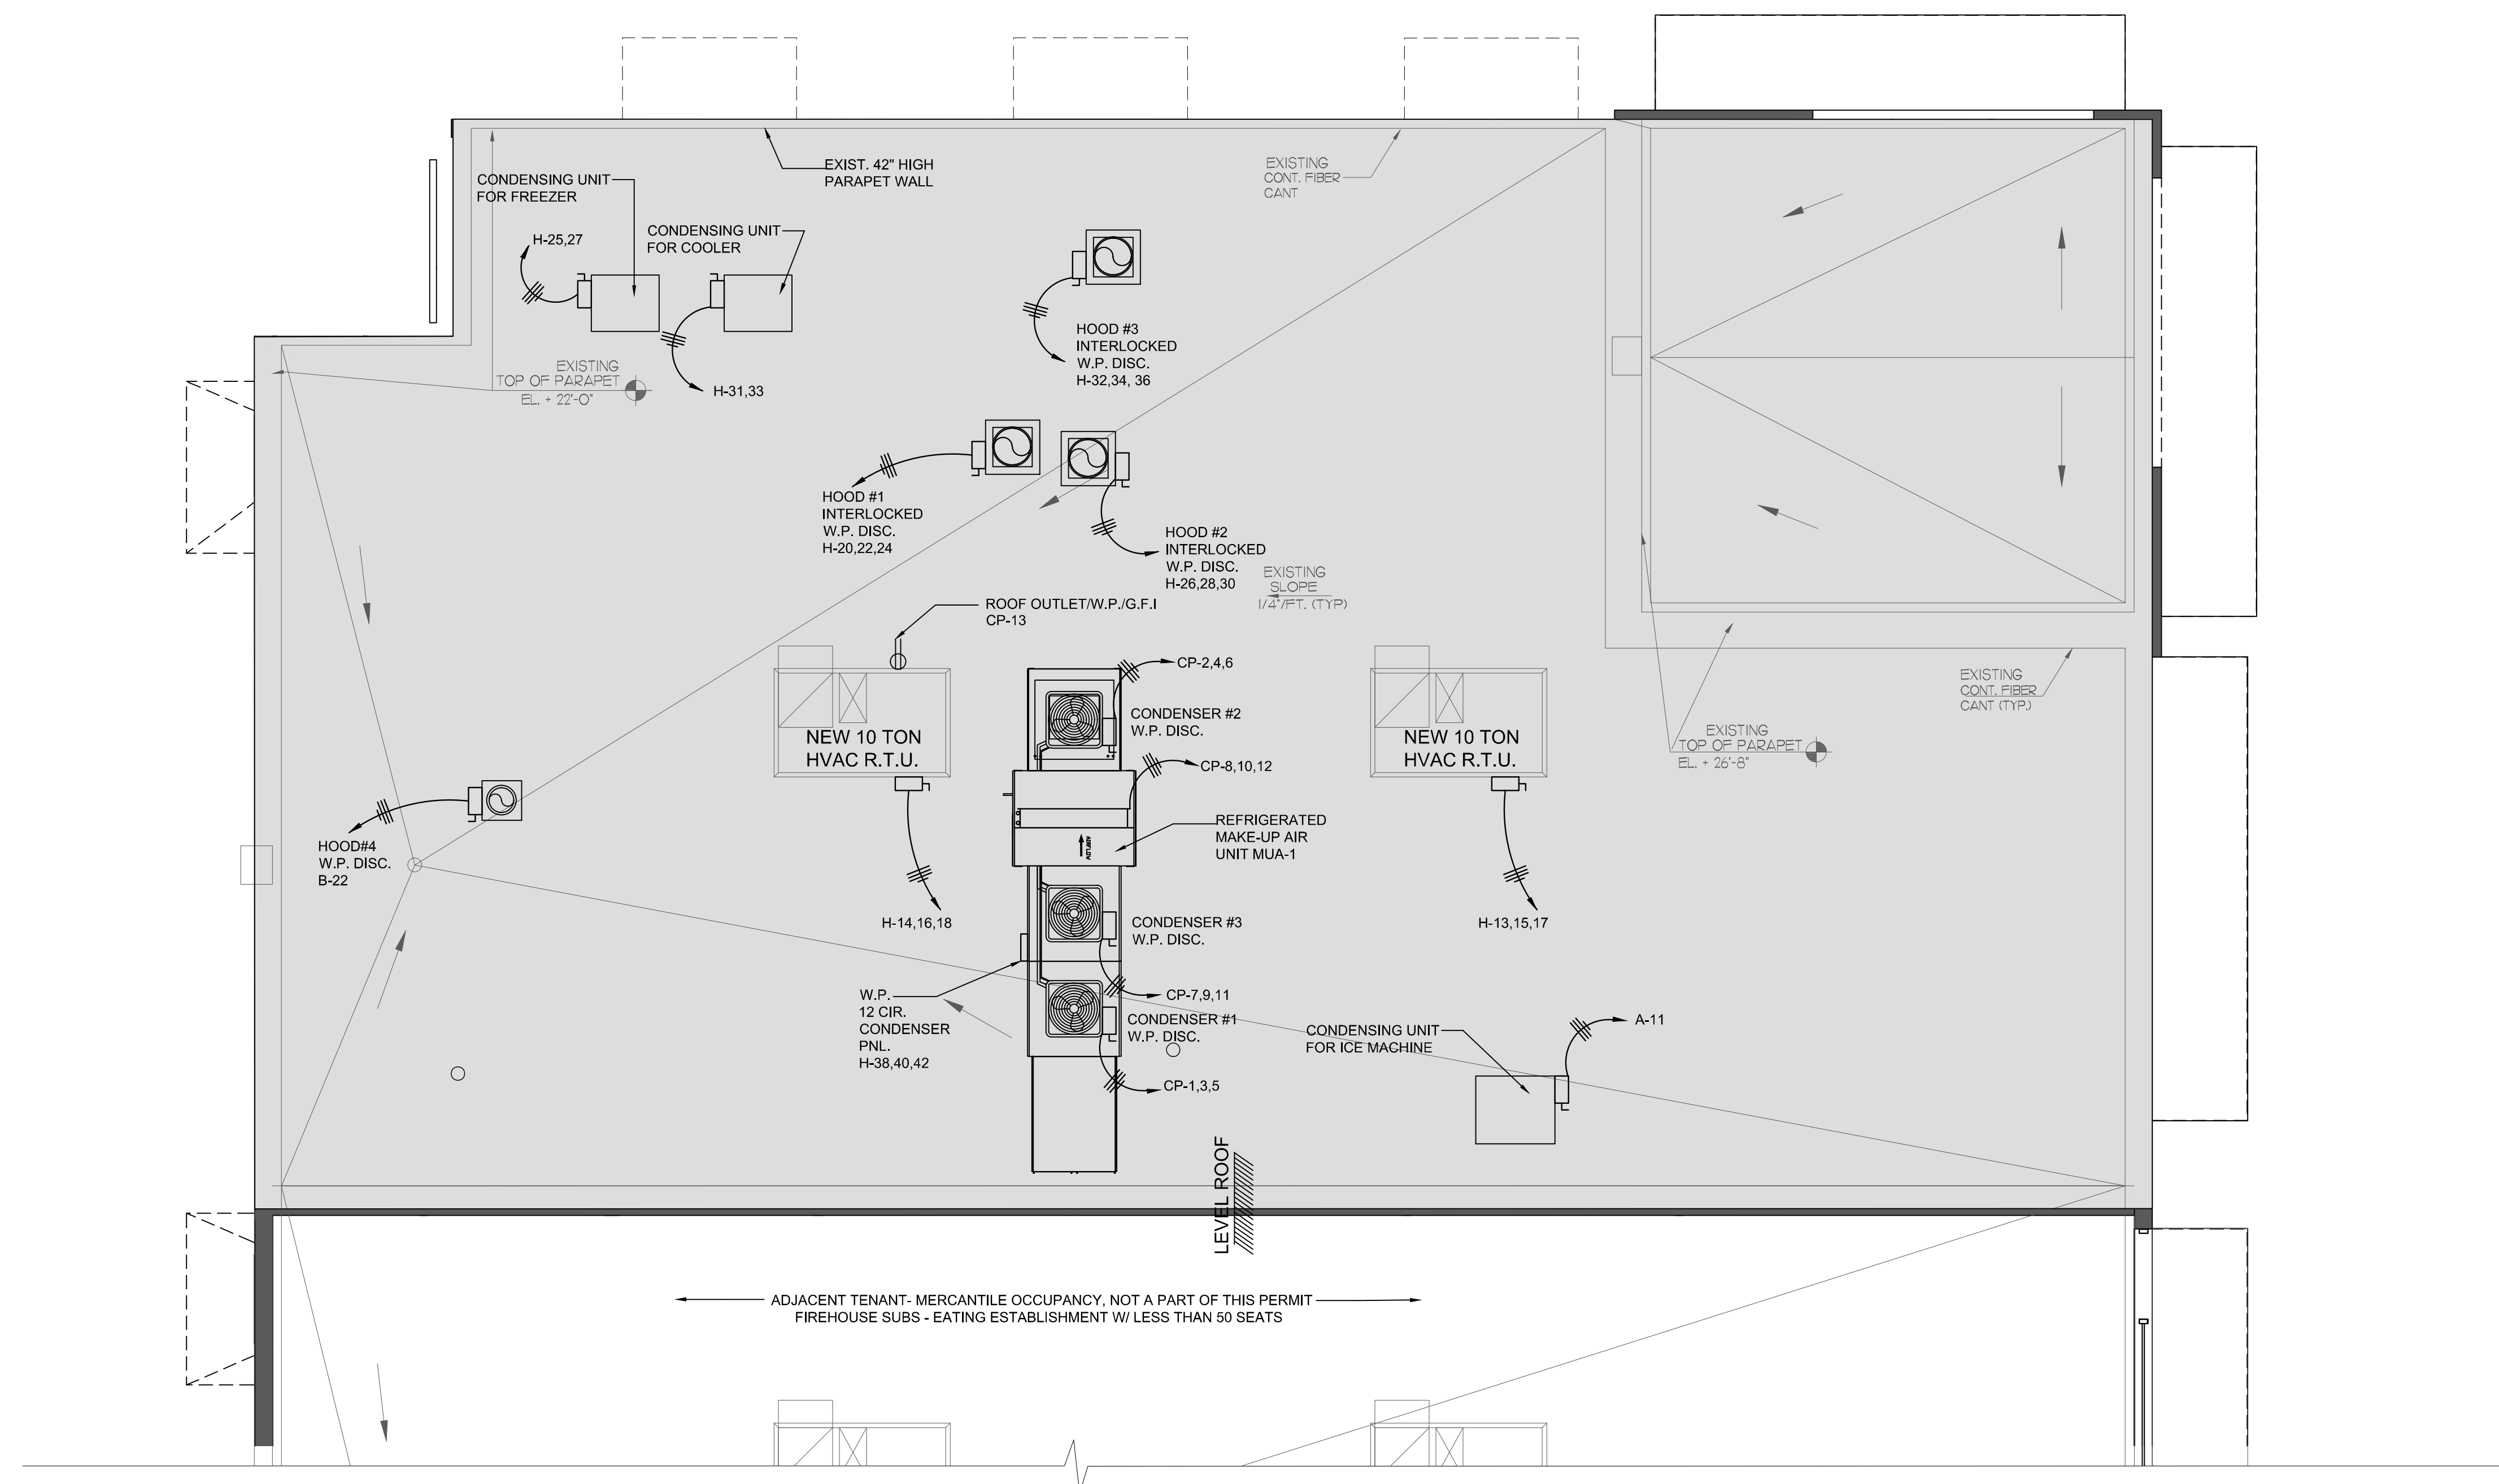 EXIST. 42" HIGH
PARAPET WALL
EXISTING
CONT. FIBER
CANT
CONDENSING UNIT
FOR FREEZER
H-25,27
CONDENSING UNIT
FOR COOLER
HOOD #3
INTERLOCKED
W.P. DISC.
H-32,34, 36
EXISTING
TOP OF PARAPET
EL. + 22'-0"
H-31,33
HOOD #1
INTERLOCKED
W.P. DISC.
H-20,22,24
HOOD #2
INTERLOCKED
W.P. DISC.
H-26,28,30
EXISTING
SLOPE
1/4"/FT. (TYP)
ROOF OUTLET/W.P./G.F.I
CP-13
CP-2,4,6
EXISTING
CONT. FIBER
CANT (TYP.)
CONDENSER #2
W.P. DISC.
NEW 10 TON
HVAC R.T.U.
NEW 10 TON
HVAC R.T.U.
EXISTING
TOP OF PARAPET
EL. + 26'-8"
CP-8,10,12
REFRIGERATED
MAKE-UP AIR
UNIT MUA-1
AIRFLOW
HOOD#4
W.P. DISC.
B-22
H-14,16,18
CONDENSER #3
W.P. DISC.
H-13,15,17
W.P.
12 CIR.
CONDENSER
PNL.
H-38,40,42
CP-7,9,11
CONDENSER #1
W.P. DISC.
CONDENSING UNIT
FOR ICE MACHINE
A-11
CP-1,3,5
LEVEL ROOF
ADJACENT TENANT- MERCANTILE OCCUPANCY, NOT A PART OF THIS PERMIT
FIREHOUSE SUBS - EATING ESTABLISHMENT W/ LESS THAN 50 SEATS